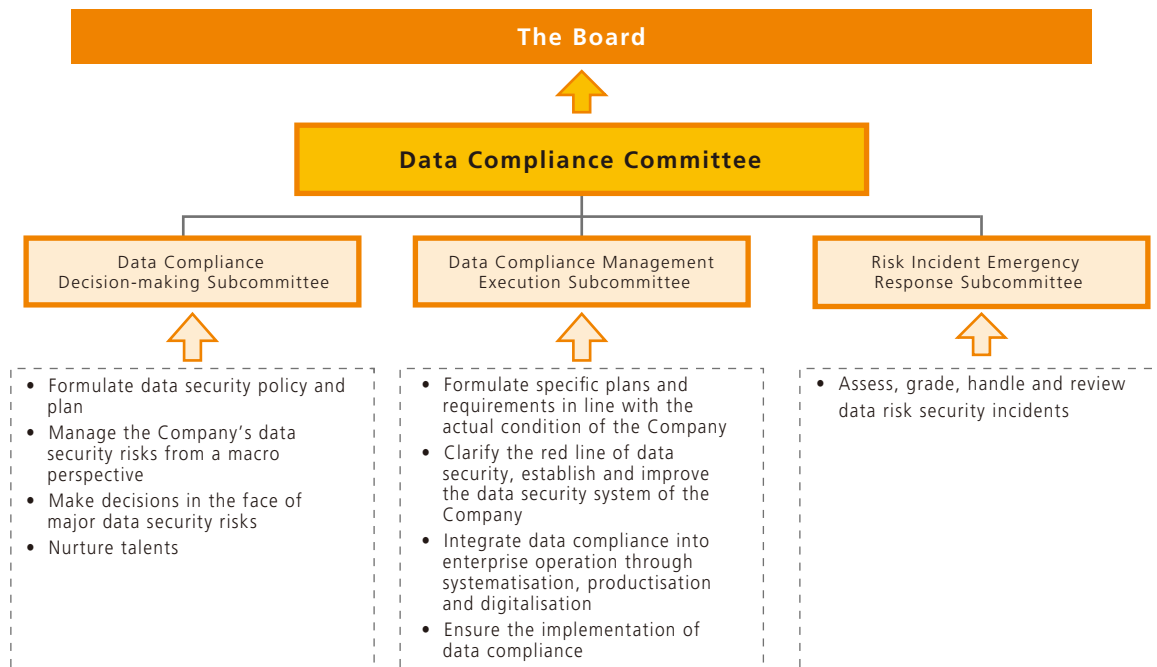 The Board
Data Compliance Committee
Data Compliance
Decision-making Subcommittee
Data Compliance Management
Execution Subcommittee
Risk Incident Emergency
Response Subcommittee
• Formulate data security policy and
plan
• Manage the Company’s data
security risks from a macro
perspective
• Make decisions in the face of
major data security risks
• Nurture talents
• Formulate specific plans and
requirements in line with the
actual condition of the Company
• Clarify the red line of data
security, establish and improve
the data security system of the
Company
• Integrate data compliance into
enterprise operation through
systematisation, productisation
and digitalisation
• Ensure the implementation of
data compliance
• Assess, grade, handle and review
data risk security incidents